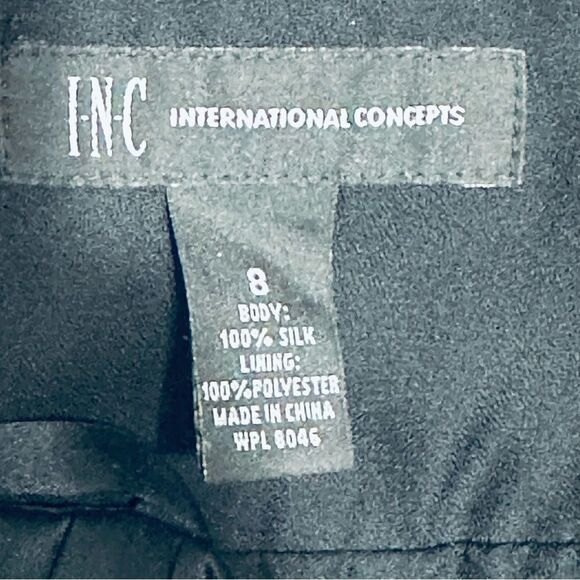 I·N·C INTERNATIONAL CONCEPTS
8
BODY:
100% SILK
LINING:
100%POLYESTER
MADE IN CHINA
WPL 8046